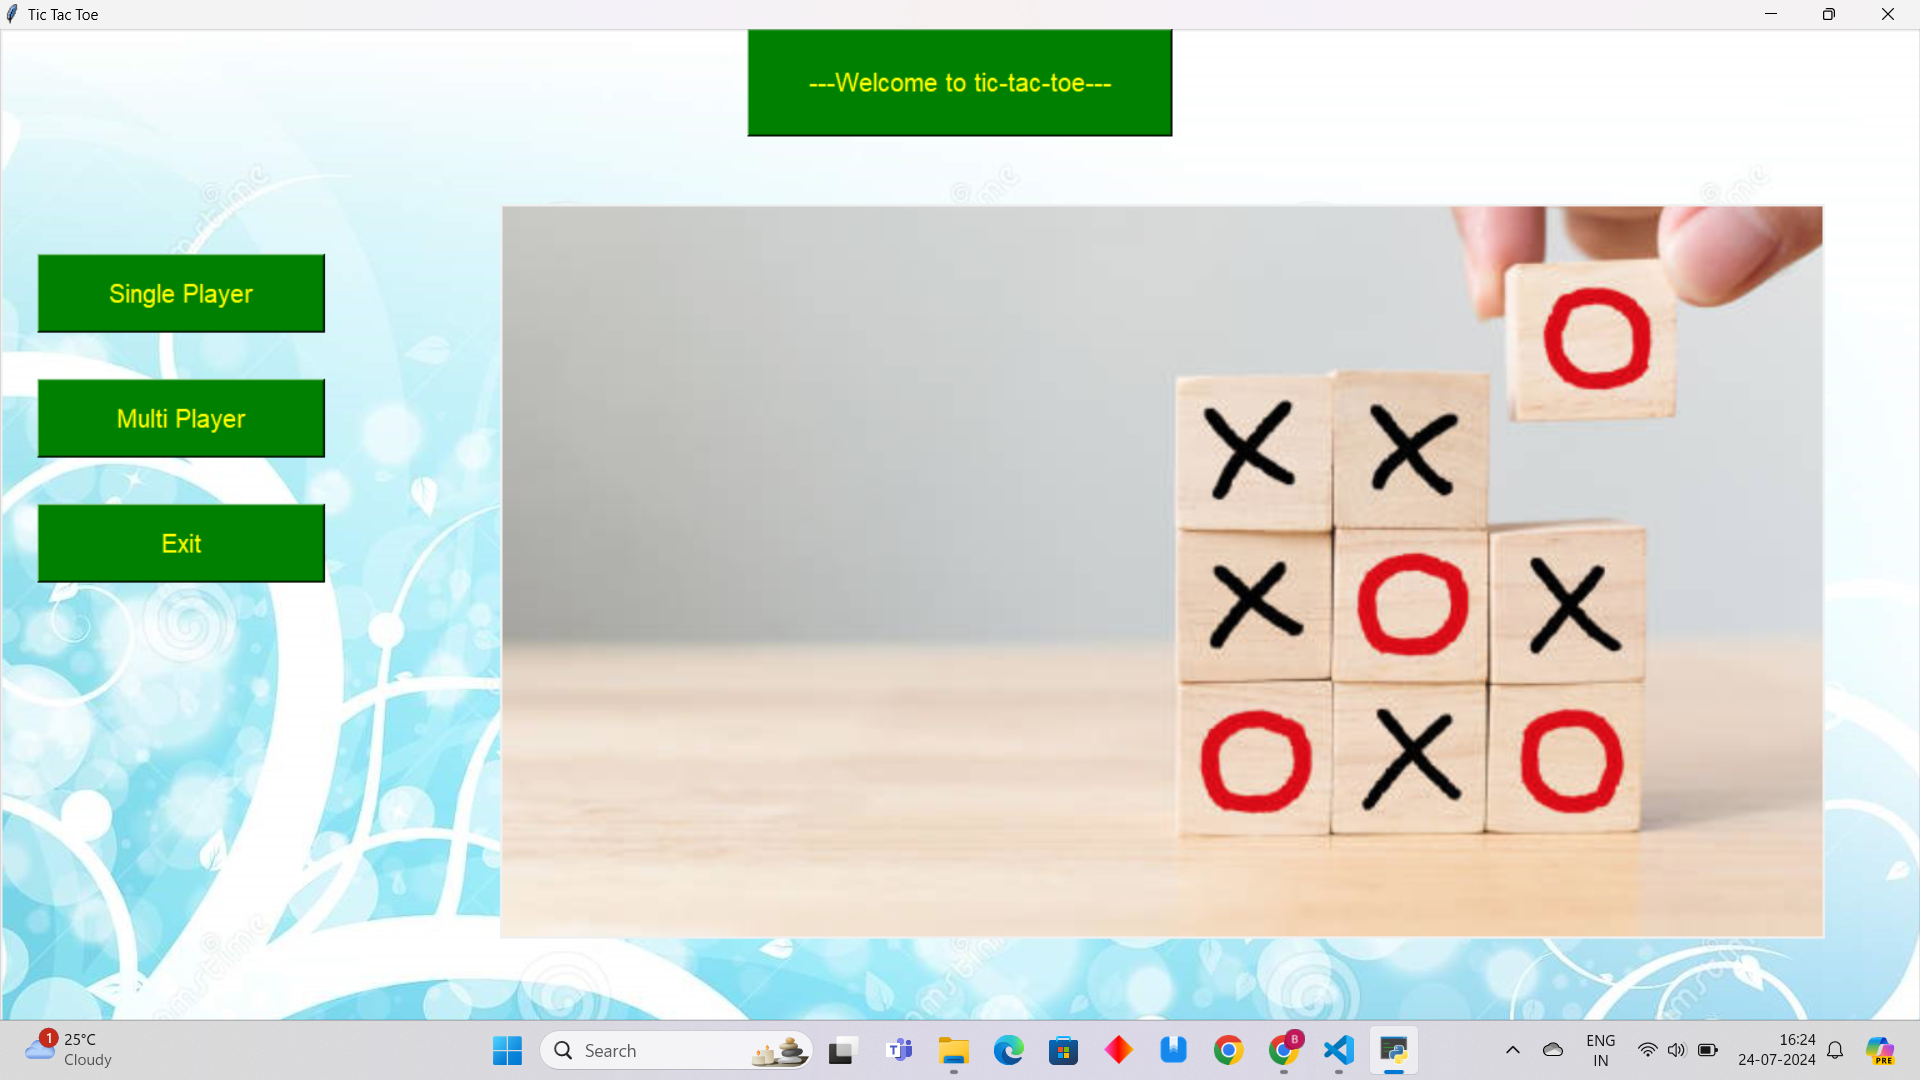 Tic Tac Toe
---Welcome to tic-tac-toe---
Single Player
Multi Player
Exit
X X O
X O X
O X O
1
25°C
Cloudy
Search
B
ENG
IN
16:24
24-07-2024
PRE